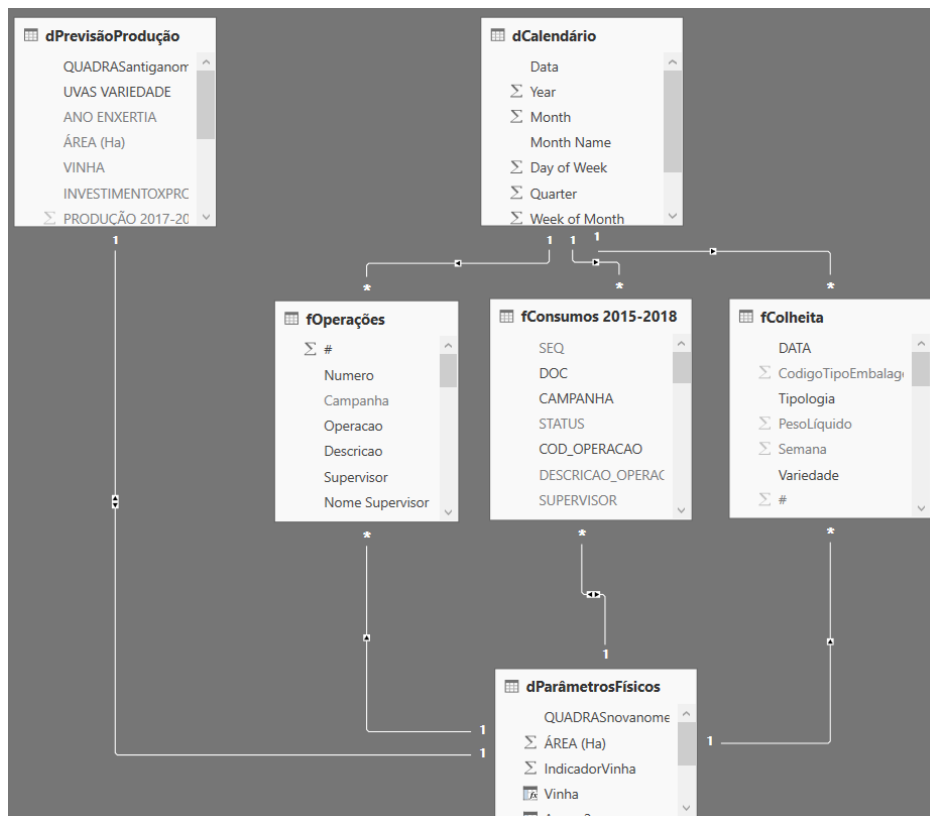 dPrevisãoProdução
QUADRASantiganom
UVAS VARIEDADE
ANO ENXERTIA
ÁREA (Ha)
VINHA
INVESTIMENTOXPRC
∑ PRODUÇÃO 2017-20
dCalendário
Data
∑ Year
∑ Month
Month Name
∑ Day of Week
∑ Quarter
∑ Week of Month
1
1
1
1
*
*
*
fOperações
∑ #
Numero
Campanha
Operacao
Descricao
Supervisor
Nome Supervisor
fConsumos 2015-2018
SEQ
DOC
CAMPANHA
STATUS
COD_OPERACAO
DESCRICAO_OPERAC
SUPERVISOR
fColheita
DATA
∑ CodigoTipoEmbalag
Tipologia
∑ PesoLíquido
∑ Semana
Variedade
∑ #
*
*
*
1
1
1
1
dParâmetrosFísicos
QUADRASnovanome
∑ ÁREA (Ha)
∑ IndicadorVinha
Vinha